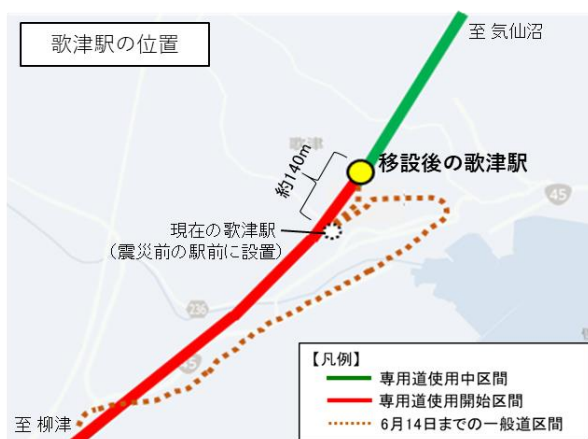 歌津駅の位置
至 気仙沼
歌津
移設後の歌津駅
約140m
45
現在の歌津駅
（震災前の駅前に設置）
236
45
至 柳津
【凡例】
専用道使用中区間
専用道使用開始区間
6月14日までの一般道区間